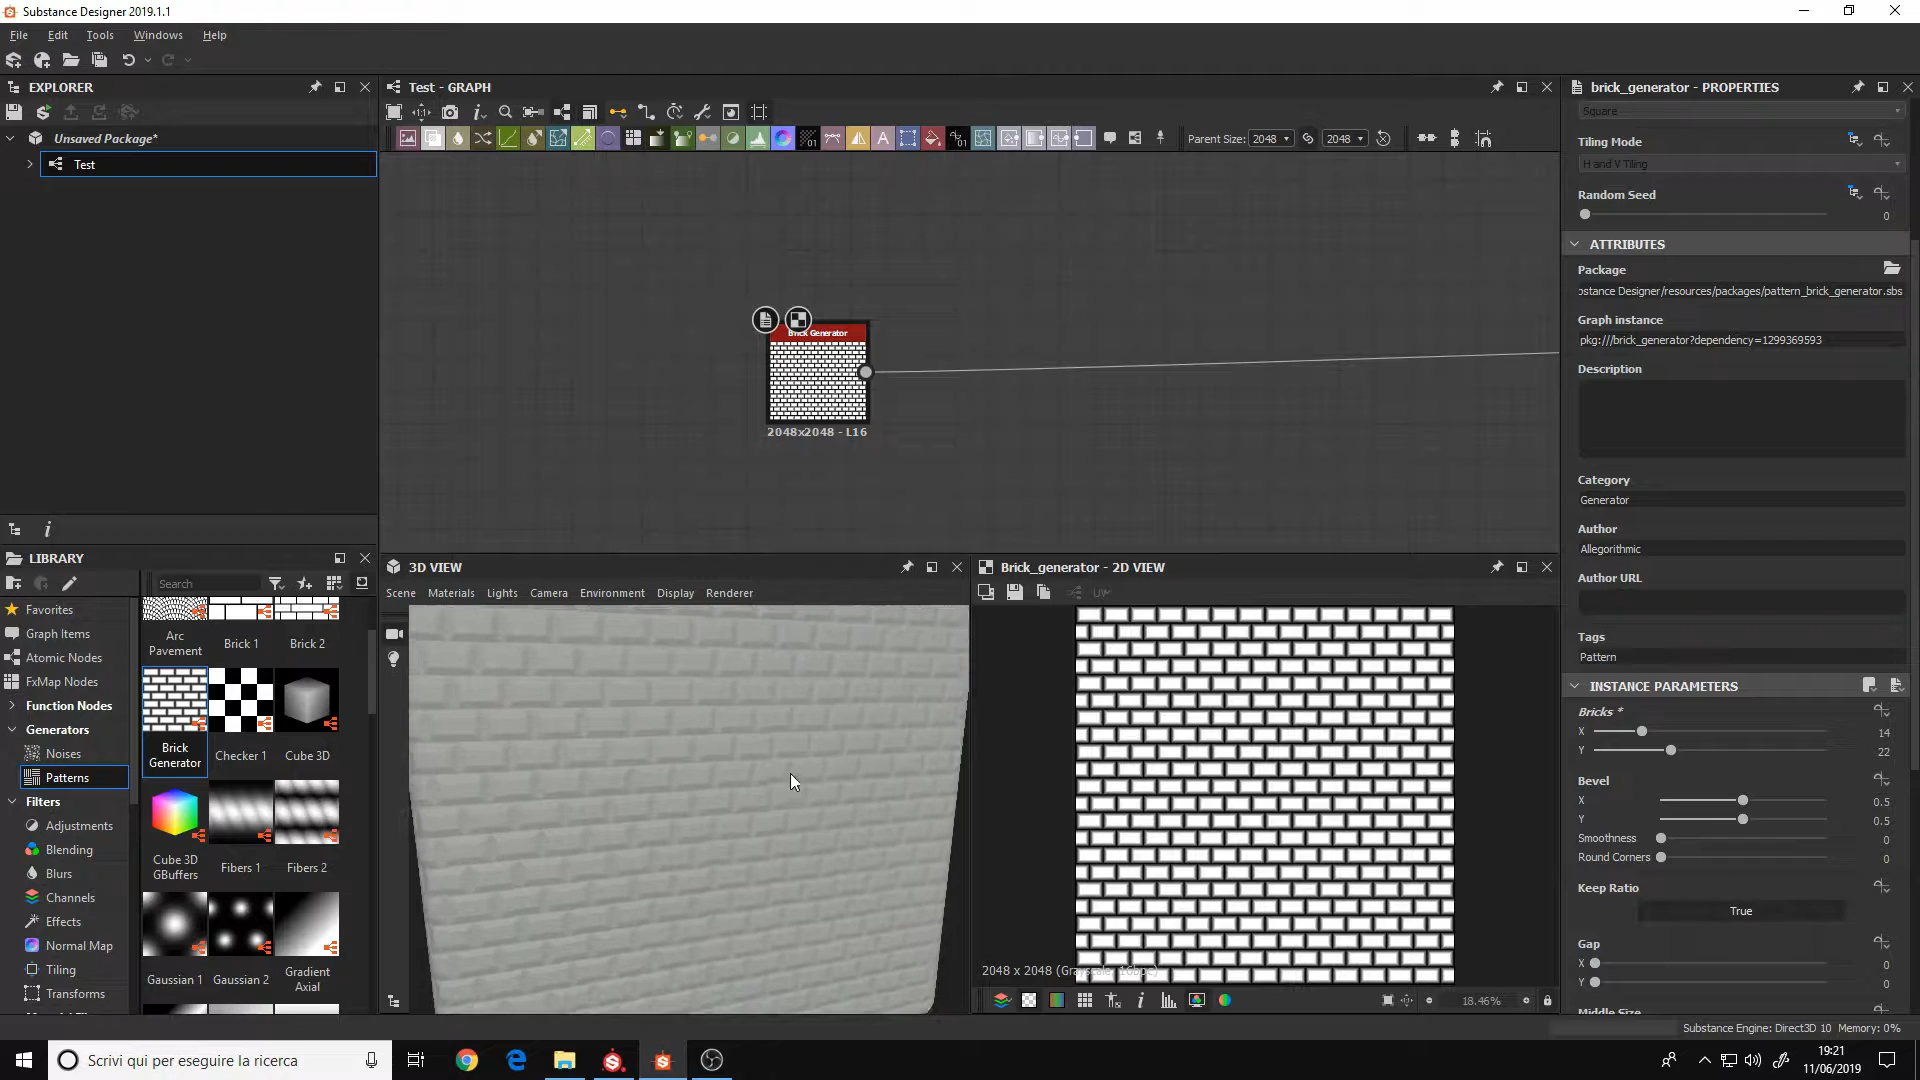 Substance Designer 2019.1.1
File Edit Tools Windows Help
EXPLORER
Unsaved Package*
Test
LIBRARY
Search
Favorites
Graph Items
Atomic Nodes
FxMap Nodes
Function Nodes
Generators
Noises
Patterns
Filters
Adjustments
Blending
Blurs
Channels
Effects
Normal Map
Tiling
Transforms
Arc Pavement
Brick 1
Brick 2
Brick Generator
Checker 1
Cube 3D
Cube 3D GBuffers
Fibers 1
Fibers 2
Gaussian 1
Gaussian 2
Gradient Axial
Test - GRAPH
Parent Size: 2048 2048
Brick Generator
2048x2048 - L16
3D VIEW
Scene Materials Lights Camera Environment Display Renderer
Brick_generator - 2D VIEW
UV
2048 x 2048 (Grayscale, 16bpc)
18.46%
brick_generator - PROPERTIES
Square
Tiling Mode
H and V Tiling
Random Seed
0
ATTRIBUTES
Package
stance Designer/resources/packages/pattern_brick_generator.sbs
Graph instance
pkg:///brick_generator?dependency=1299369593
Description
Category
Generator
Author
Allegorithmic
Author URL
Tags
Pattern
INSTANCE PARAMETERS
Bricks *
X 14
Y 22
Bevel
X 0.5
Y 0.5
Smoothness 0
Round Corners 0
Keep Ratio
True
Gap
X 0
Y 0
Middle Size
Substance Engine: Direct3D 10 Memory: 0%
Scrivi qui per eseguire la ricerca
19:21
11/06/2019